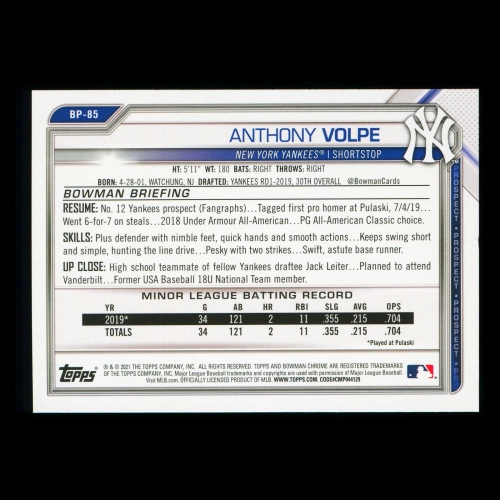 BP-85
ANTHONY VOLPE
NEW YORK YANKEES® | SHORTSTOP
HT: 5'11" WT: 180 BATS: RIGHT THROWS: RIGHT
BORN: 4-28-01, WATCHUNG, NJ DRAFTED: YANKEES RD1-2019, 30TH OVERALL @BowmanCards
BOWMAN BRIEFING
RESUME: No. 12 Yankees prospect (Fangraphs)...Tagged first pro homer at Pulaski, 7/4/19...
Went 6-for-7 on steals...2018 Under Armour All-American...PG All-American Classic choice.
SKILLS: Plus defender with nimble feet, quick hands and smooth actions...Keeps swing short
and simple, hunting the line drive...Pesky with two strikes...Swift, astute base runner.
UP CLOSE: High school teammate of fellow Yankees draftee Jack Leiter...Planned to attend
Vanderbilt...Former USA Baseball 18U National Team member.
MINOR LEAGUE BATTING RECORD
YR G AB HR RBI SLG AVG OPS
2019* 34 121 2 11 .355 .215 .704
TOTALS 34 121 2 11 .355 .215 .704
*Played at Pulaski
TOPPS
® & © 2021 THE TOPPS COMPANY, INC. ALL RIGHTS RESERVED. TOPPS AND BOWMAN CHROME ARE REGISTERED TRADEMARKS
OF THE TOPPS COMPANY, INC. Major League Baseball trademarks and copyrights are used with permission of Major League Baseball.
Visit MLB.com. OFFICIALLY LICENSED PRODUCT OF MLB. WWW.TOPPS.COM. CODE#CMP044129
NY
PROSPECT • PROSPECT • PROSPECT • PROSPECT